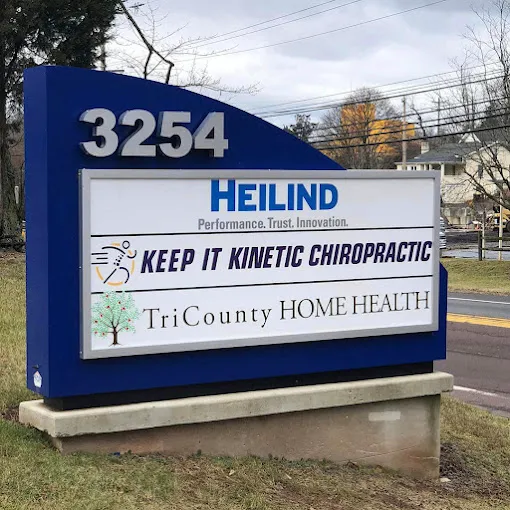 3254
HEILIND
Performance. Trust. Innovation.
KEEP IT KINETIC CHIROPRACTIC
TriCounty HOME HEALTH